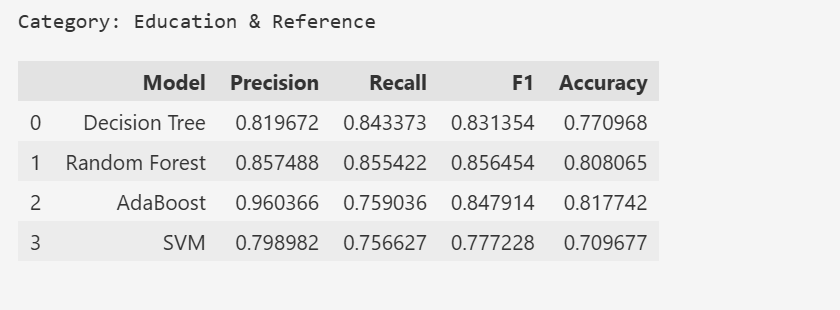 Category: Education & Reference
Model Precision Recall F1 Accuracy
0 Decision Tree 0.819672 0.843373 0.831354 0.770968
1 Random Forest 0.857488 0.855422 0.856454 0.808065
2 AdaBoost 0.960366 0.759036 0.847914 0.817742
3 SVM 0.798982 0.756627 0.777228 0.709677